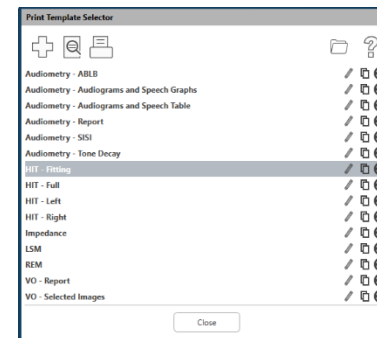 Print Template Selector
Audiometry - ABLB
Audiometry - Audiograms and Speech Graphs
Audiometry - Audiograms and Speech Table
Audiometry - Report
Audiometry - SISI
Audiometry - Tone Decay
HIT - Fitting
HIT - Full
HIT - Left
HIT - Right
Impedance
LSM
REM
VO - Report
VO - Selected Images
Close